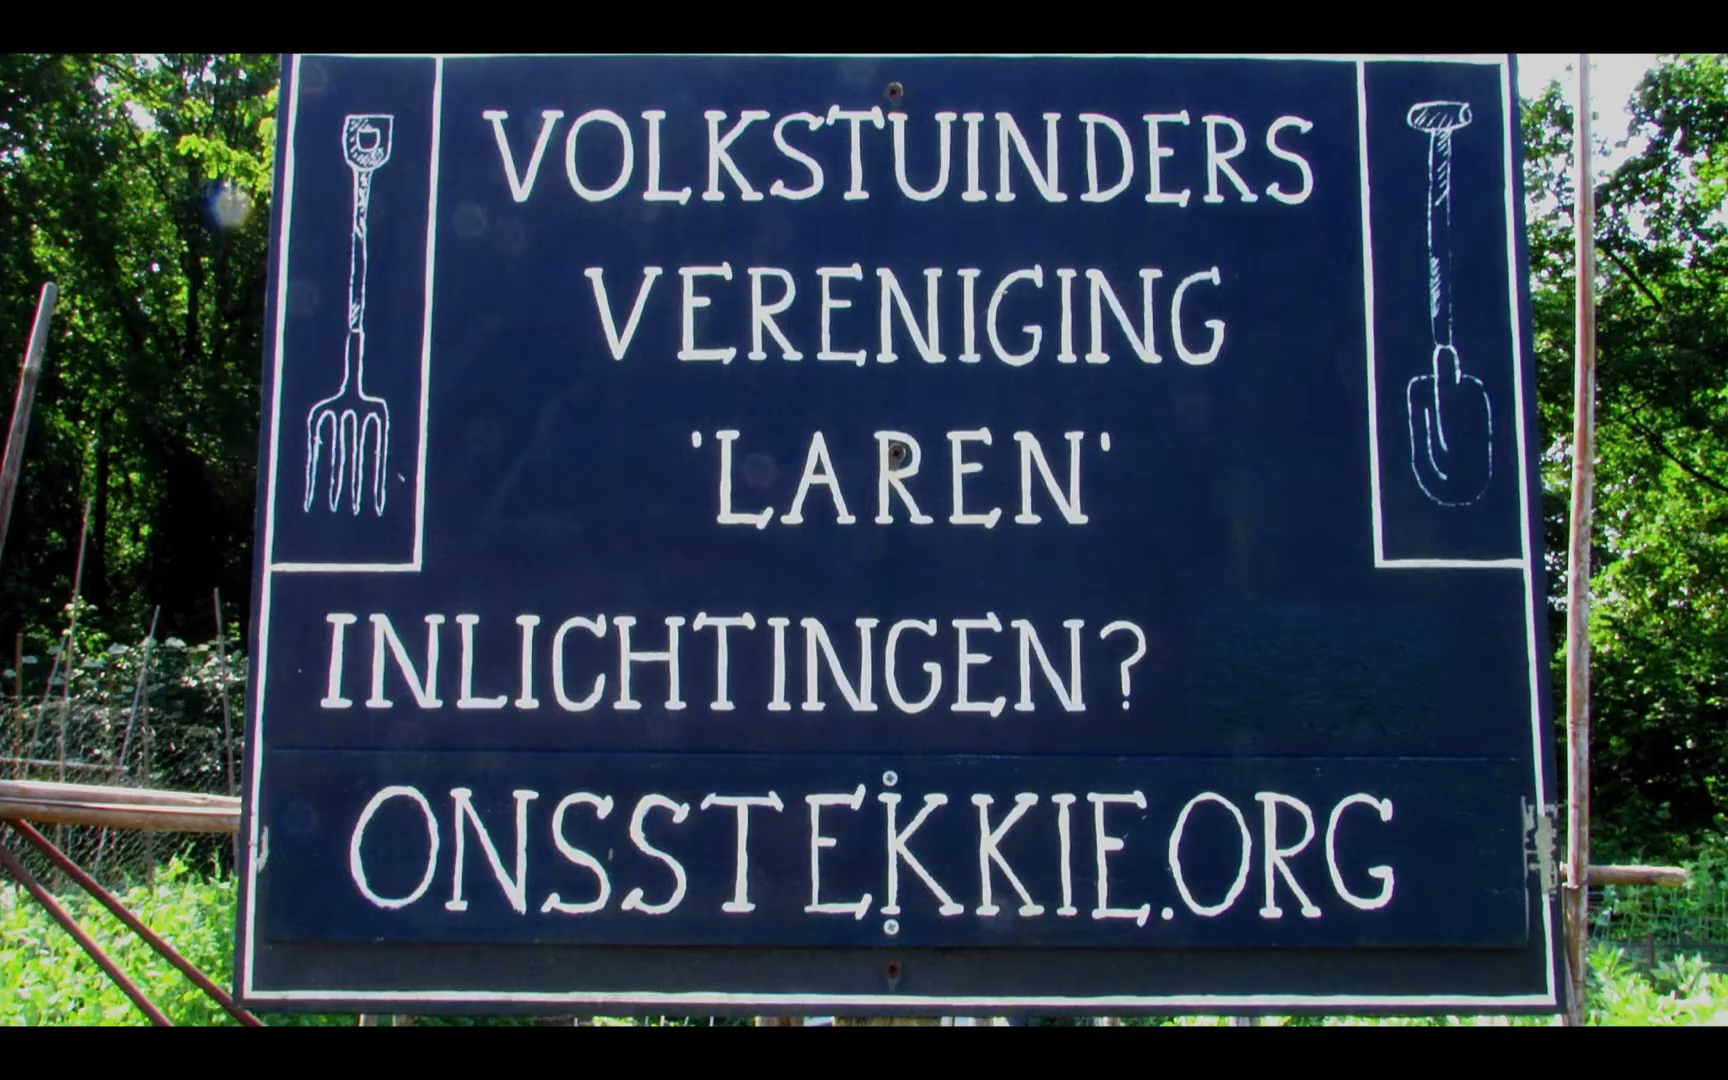 VOLKSTUINDERS
VERENIGING
'LAREN'
INLICHTINGEN?
ONSSTEKKIE.ORG